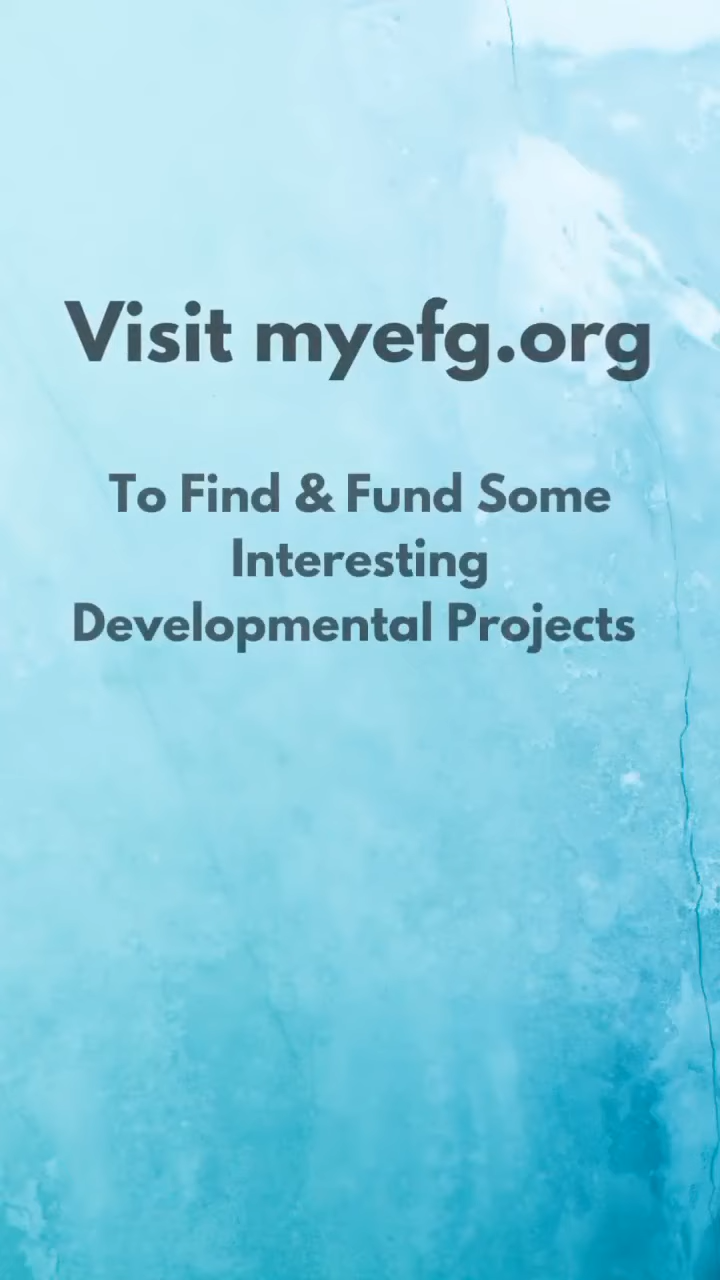 Visit myefg.org
To Find & Fund Some
Interesting
Developmental Projects